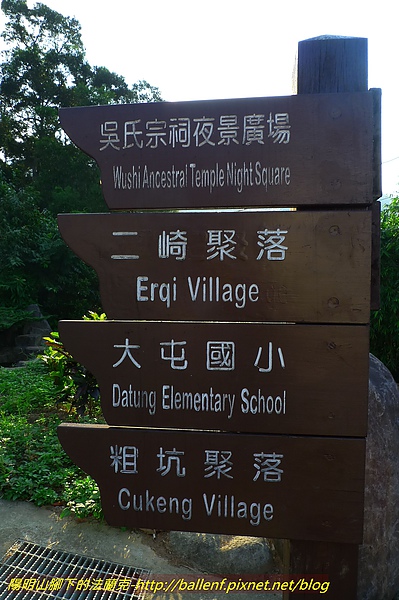 吳氏宗祠夜景廣場
Wushi Ancestral Temple Night Square
二崎聚落
Erqi Village
大屯國小
Datung Elementary School
粗坑聚落
Cukeng Village
陽明山腳下的法蘭克-http://ballenf.pixnet.net/blog